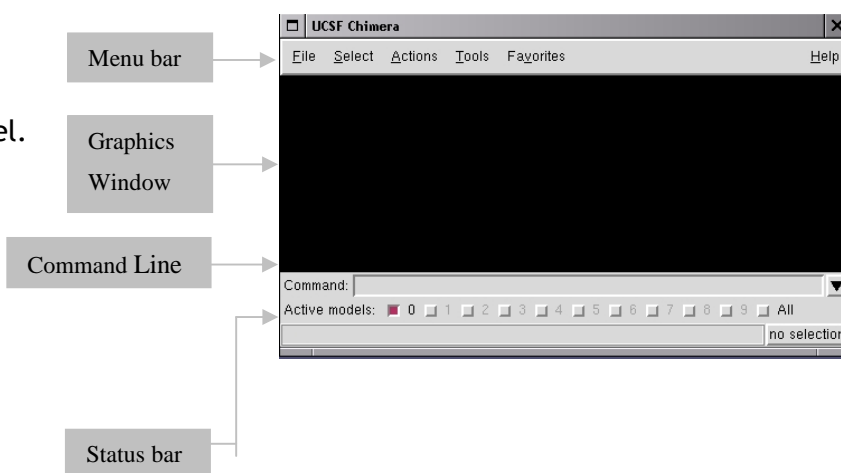 UCSF Chimera
Menu bar
File Select Actions Tools Favorites Help
el.
Graphics
Window
Command Line
Command:
Active models: 0 1 2 3 4 5 6 7 8 9 All
no selection
Status bar